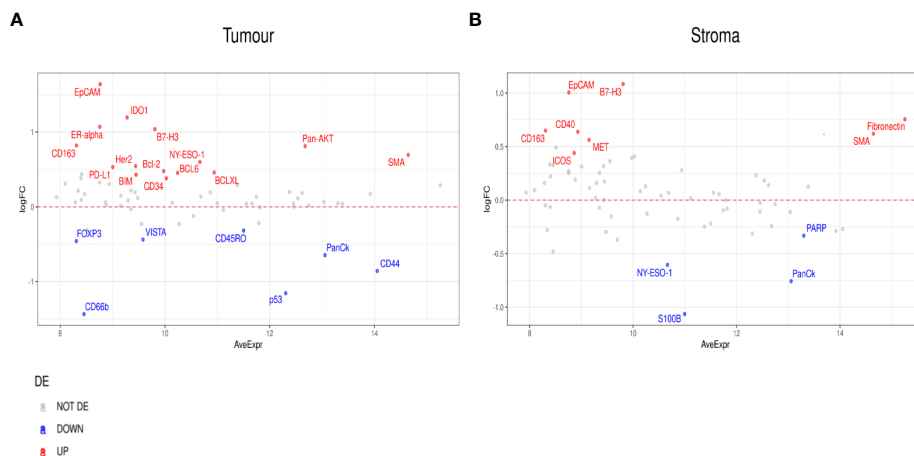 A
Tumour
EpCAM
IDO1
ER-alpha
B7-H3
CD163
NY-ESO-1
Pan-AKT
Her2
Bcl-2
BCL6
SMA
PD-L1
BIM
CD34
BCLXL
FOXP3
VISTA
CD45RO
PanCk
CD44
p53
CD66b
logFC
1
0
-1
8
10
12
14
AveExpr
B
Stroma
EpCAM
B7-H3
CD163
CD40
MET
ICOS
Fibronectin
SMA
PARP
NY-ESO-1
PanCk
S100B
logFC
1.0
0.5
0.0
-0.5
-1.0
8
10
12
14
AveExpr
DE
a NOT DE
a DOWN
a UP